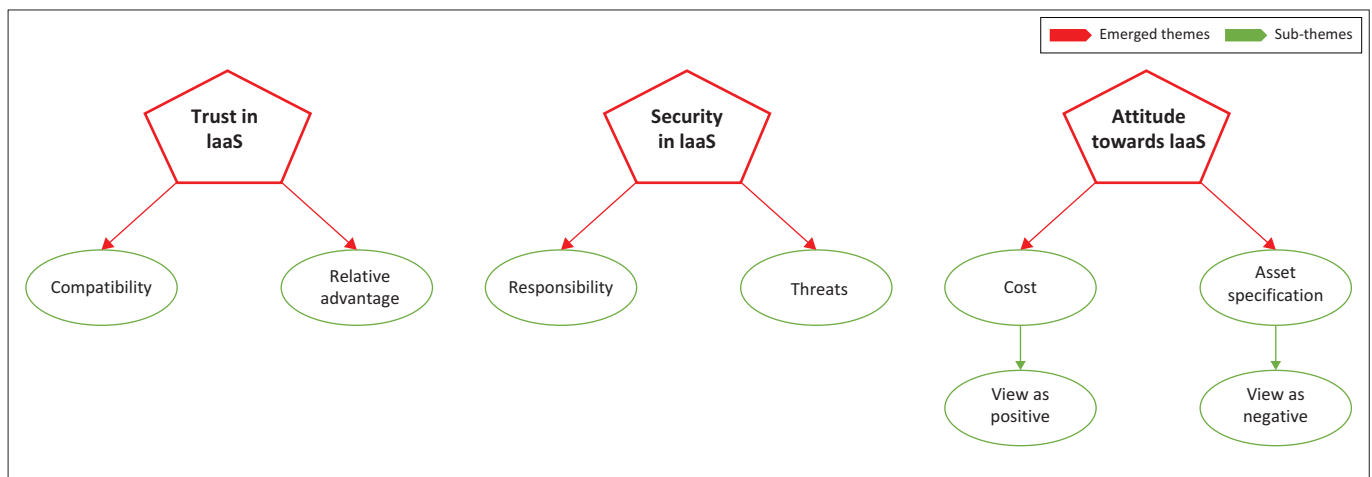 Emerged themes
Sub-themes
Trust in
IaaS
Security
in IaaS
Attitude
towards IaaS
Compatibility
Relative
advantage
Responsibility
Threats
Cost
Asset
specification
View as
positive
View as
negative